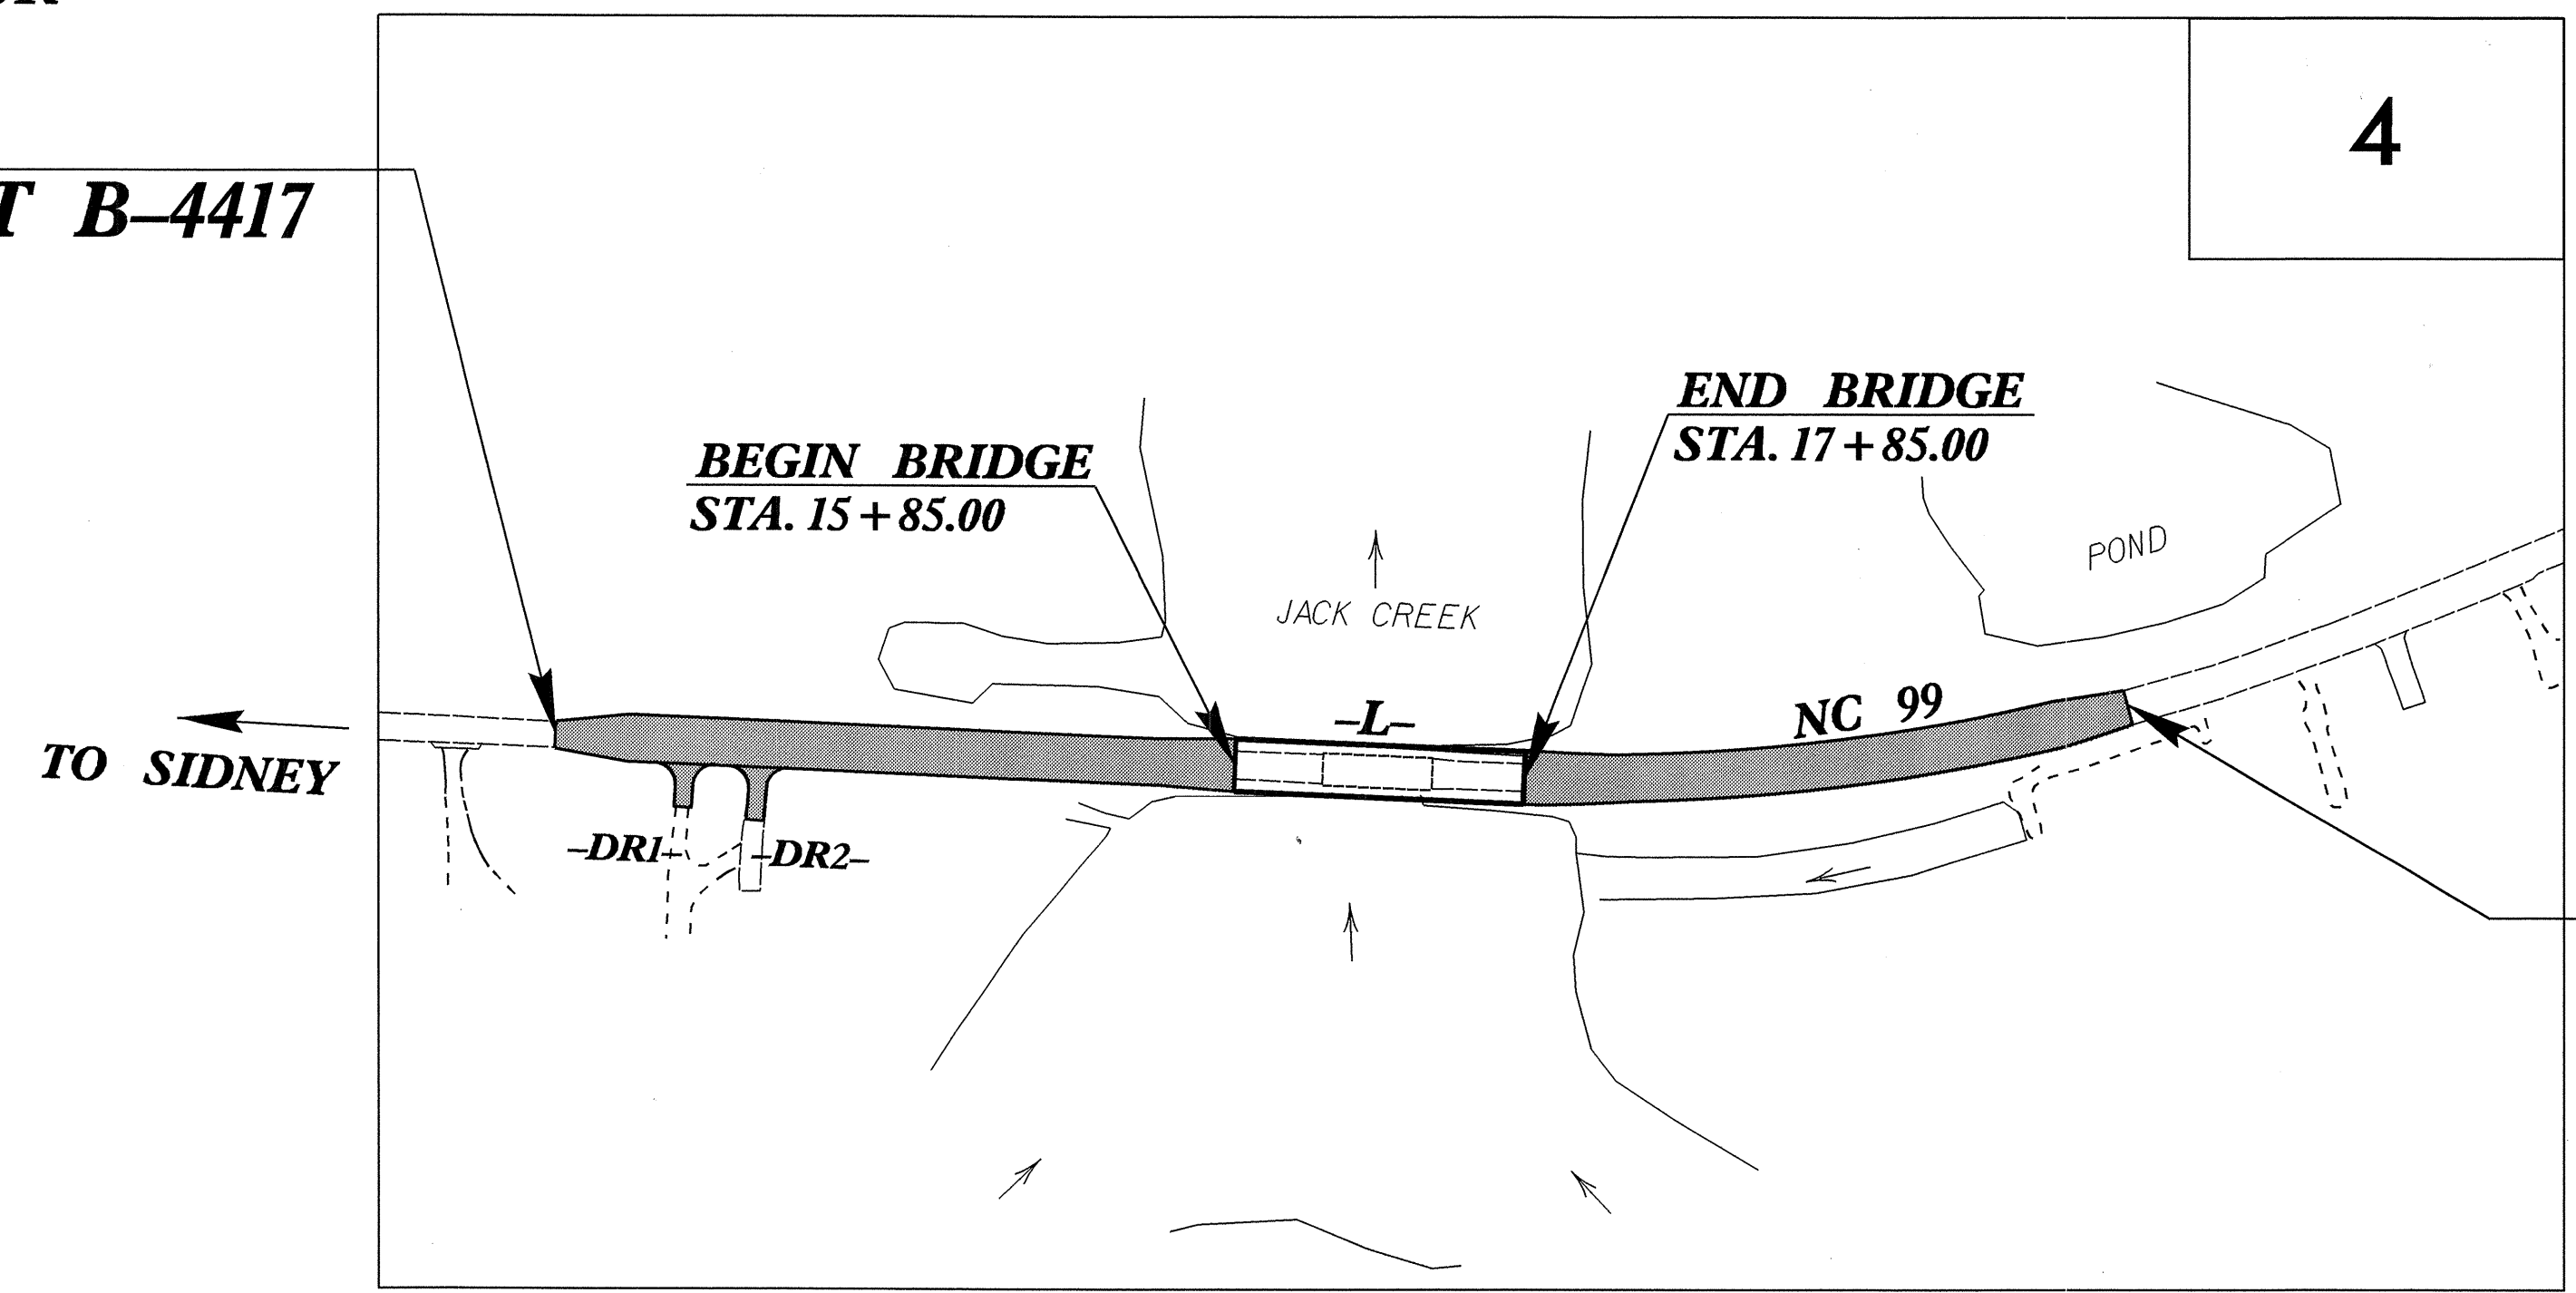 4
T B–4417
END BRIDGE
STA. 17+85.00
BEGIN BRIDGE
STA. 15+85.00
POND
JACK CREEK
–L–
NC 99
TO SIDNEY
–DR1–
–DR2–